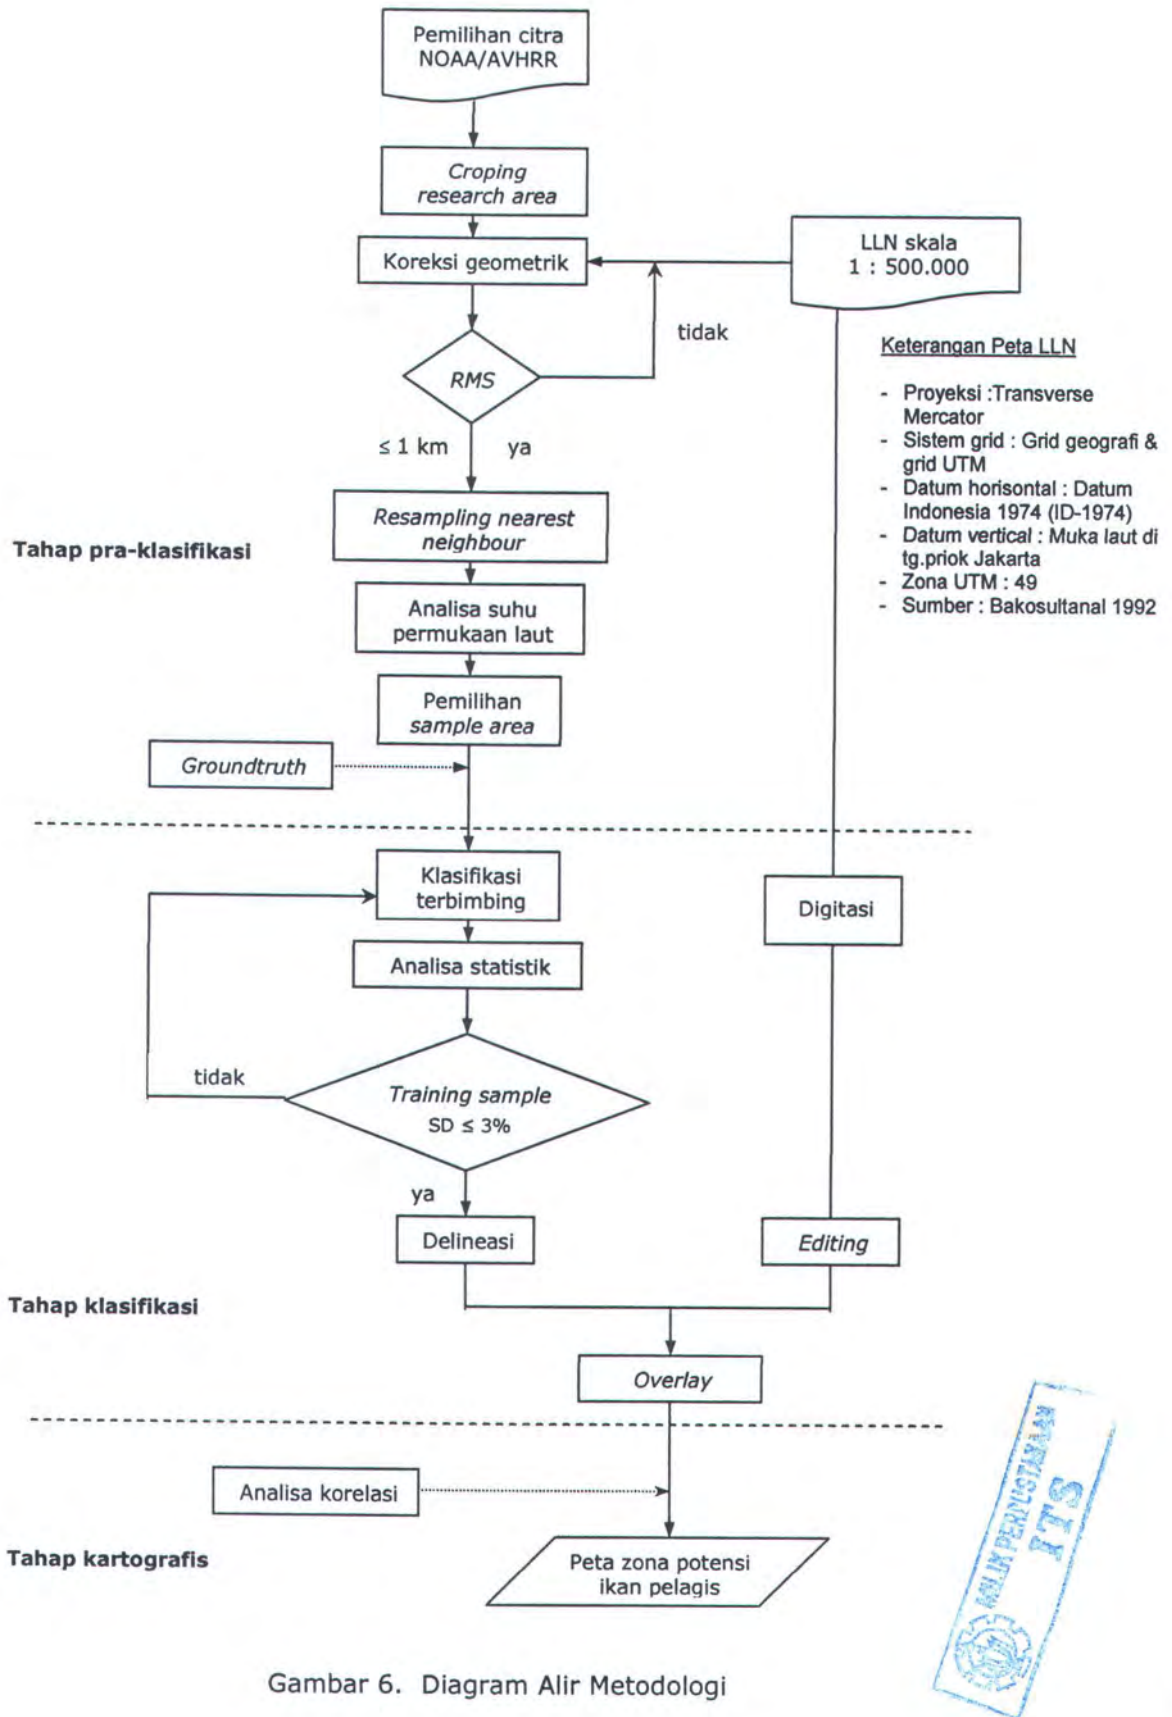 Pemilihan citra
NOAA/AVHRR
Croping
research area
Koreksi geometrik
LLN skala
1 : 500.000
tidak
RMS
≤ 1 km
ya
Keterangan Peta LLN
- Proyeksi :Transverse
Mercator
- Sistem grid : Grid geografi &
grid UTM
- Datum horisontal : Datum
Indonesia 1974 (ID-1974)
- Datum vertical : Muka laut di
tg.priok Jakarta
- Zona UTM : 49
- Sumber : Bakosultanal 1992
Resampling nearest
neighbour
Tahap pra-klasifikasi
Analisa suhu
permukaan laut
Pemilihan
sample area
Groundtruth
Klasifikasi
terbimbing
Digitasi
Analisa statistik
tidak
Training sample
SD ≤ 3%
ya
Delineasi
Editing
Tahap klasifikasi
Overlay
Analisa korelasi
Tahap kartografis
Peta zona potensi
ikan pelagis
MILIK PERPUSTAKAAN
ITS
Gambar 6. Diagram Alir Metodologi